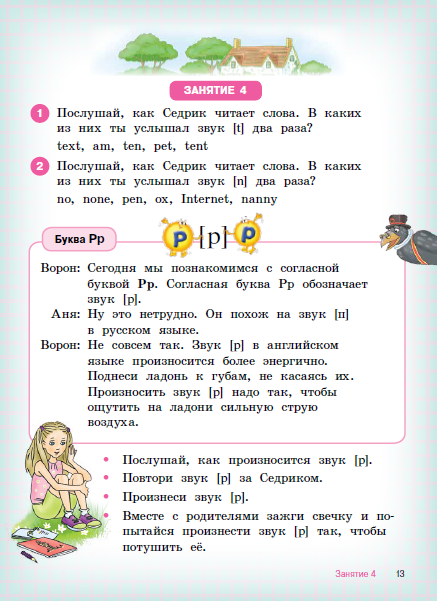 ЗАНЯТИЕ 4
1 Послушай, как Седрик читает слова. В каких
из них ты услышал звук [t] два раза?
text, am, ten, pet, tent
2 Послушай, как Седрик читает слова. В каких
из них ты услышал звук [n] два раза?
no, none, pen, ox, Internet, nanny
Буква Pp
P [p] p
Ворон: Сегодня мы познакомимся с согласной
буквой Pp. Согласная буква Pp обозначает
звук [p].
Аня: Ну это нетрудно. Он похож на звук [п]
в русском языке.
Ворон: Не совсем так. Звук [p] в английском
языке произносится более энергично.
Поднеси ладонь к губам, не касаясь их.
Произносить звук [p] надо так, чтобы
ощутить на ладони сильную струю
воздуха.
• Послушай, как произносится звук [p].
• Повтори звук [p] за Седриком.
• Произнеси звук [p].
• Вместе с родителями зажги свечку и по-
пытайся произнести звук [p] так, чтобы
потушить её.
Занятие 4 13